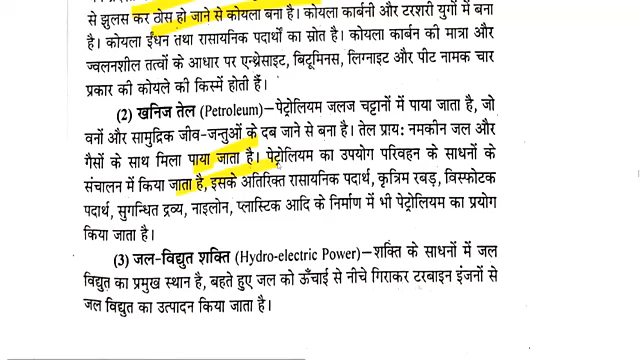 से झुलस कर ठोस हो जाने से कोयला बना है। कोयला कार्बनी और टरशरी युगों में बना
है। कोयला ईंधन तथा रासायनिक पदार्थों का स्रोत है। कोयला कार्बन की मात्रा और
ज्वलनशील तत्वों के आधार पर एन्थ्रेसाइट, बिटूमिनस, लिग्नाइट और पीट नामक चार
प्रकार की कोयले की किस्में होती हैं।
(2) खनिज तेल (Petroleum)—पेट्रोलियम जलज चट्टानों में पाया जाता है, जो
वनों और सामुद्रिक जीव-जन्तुओं के दब जाने से बना है। तेल प्राय: नमकीन जल और
गैसों के साथ मिला पाया जाता है। पेट्रोलियम का उपयोग परिवहन के साधनों के
संचालन में किया जाता है, इसके अतिरिक्त रासायनिक पदार्थ, कृत्रिम रबड़, विस्फोटक
पदार्थ, सुगन्धित द्रव्य, नाइलोन, प्लास्टिक आदि के निर्माण में भी पेट्रोलियम का प्रयोग
किया जाता है।
(3) जल-विद्युत शक्ति (Hydro-electric Power)—शक्ति के साधनों में जल
विद्युत का प्रमुख स्थान है, बहते हुए जल को ऊँचाई से नीचे गिराकर टरबाइन इंजनों से
जल विद्युत का उत्पादन किया जाता है।